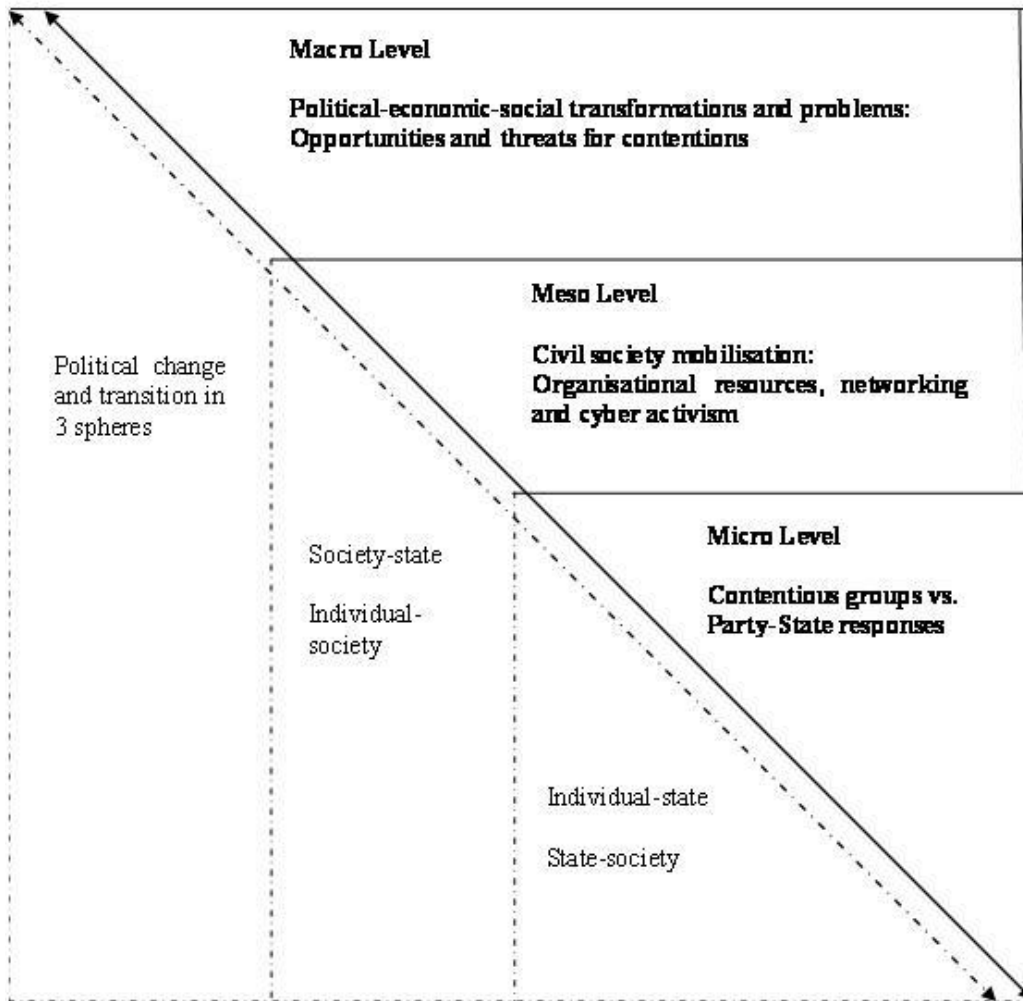 Macro Level
Political-economic-social transformations and problems:
Opportunities and threats for contentions
Meso Level
Civil society mobilisation:
Organisational resources, networking
and cyber activism
Political change
and transition in
3 spheres
Micro Level
Contentious groups vs.
Party-State responses
Society-state
Individual-
society
Individual-state
State-society